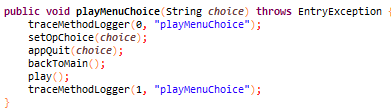 public void playMenuChoice(String choice) throws EntryException {
    traceMethodLogger(0, "playMenuChoice");
    setOpChoice(choice);
    appQuit(choice);
    backToMain();
    play();
    traceMethodLogger(1, "playMenuChoice");
}